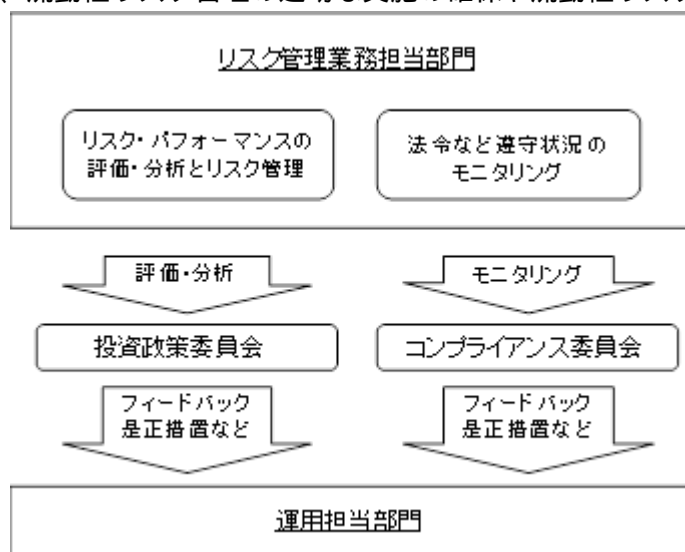 リスク管理業務担当部門
リスク・パフォーマンスの
評価・分析とリスク管理
法令など遵守状況の
モニタリング
評価・分析
モニタリング
投資政策委員会
コンプライアンス委員会
フィードバック
是正措置など
フィードバック
是正措置など
運用担当部門